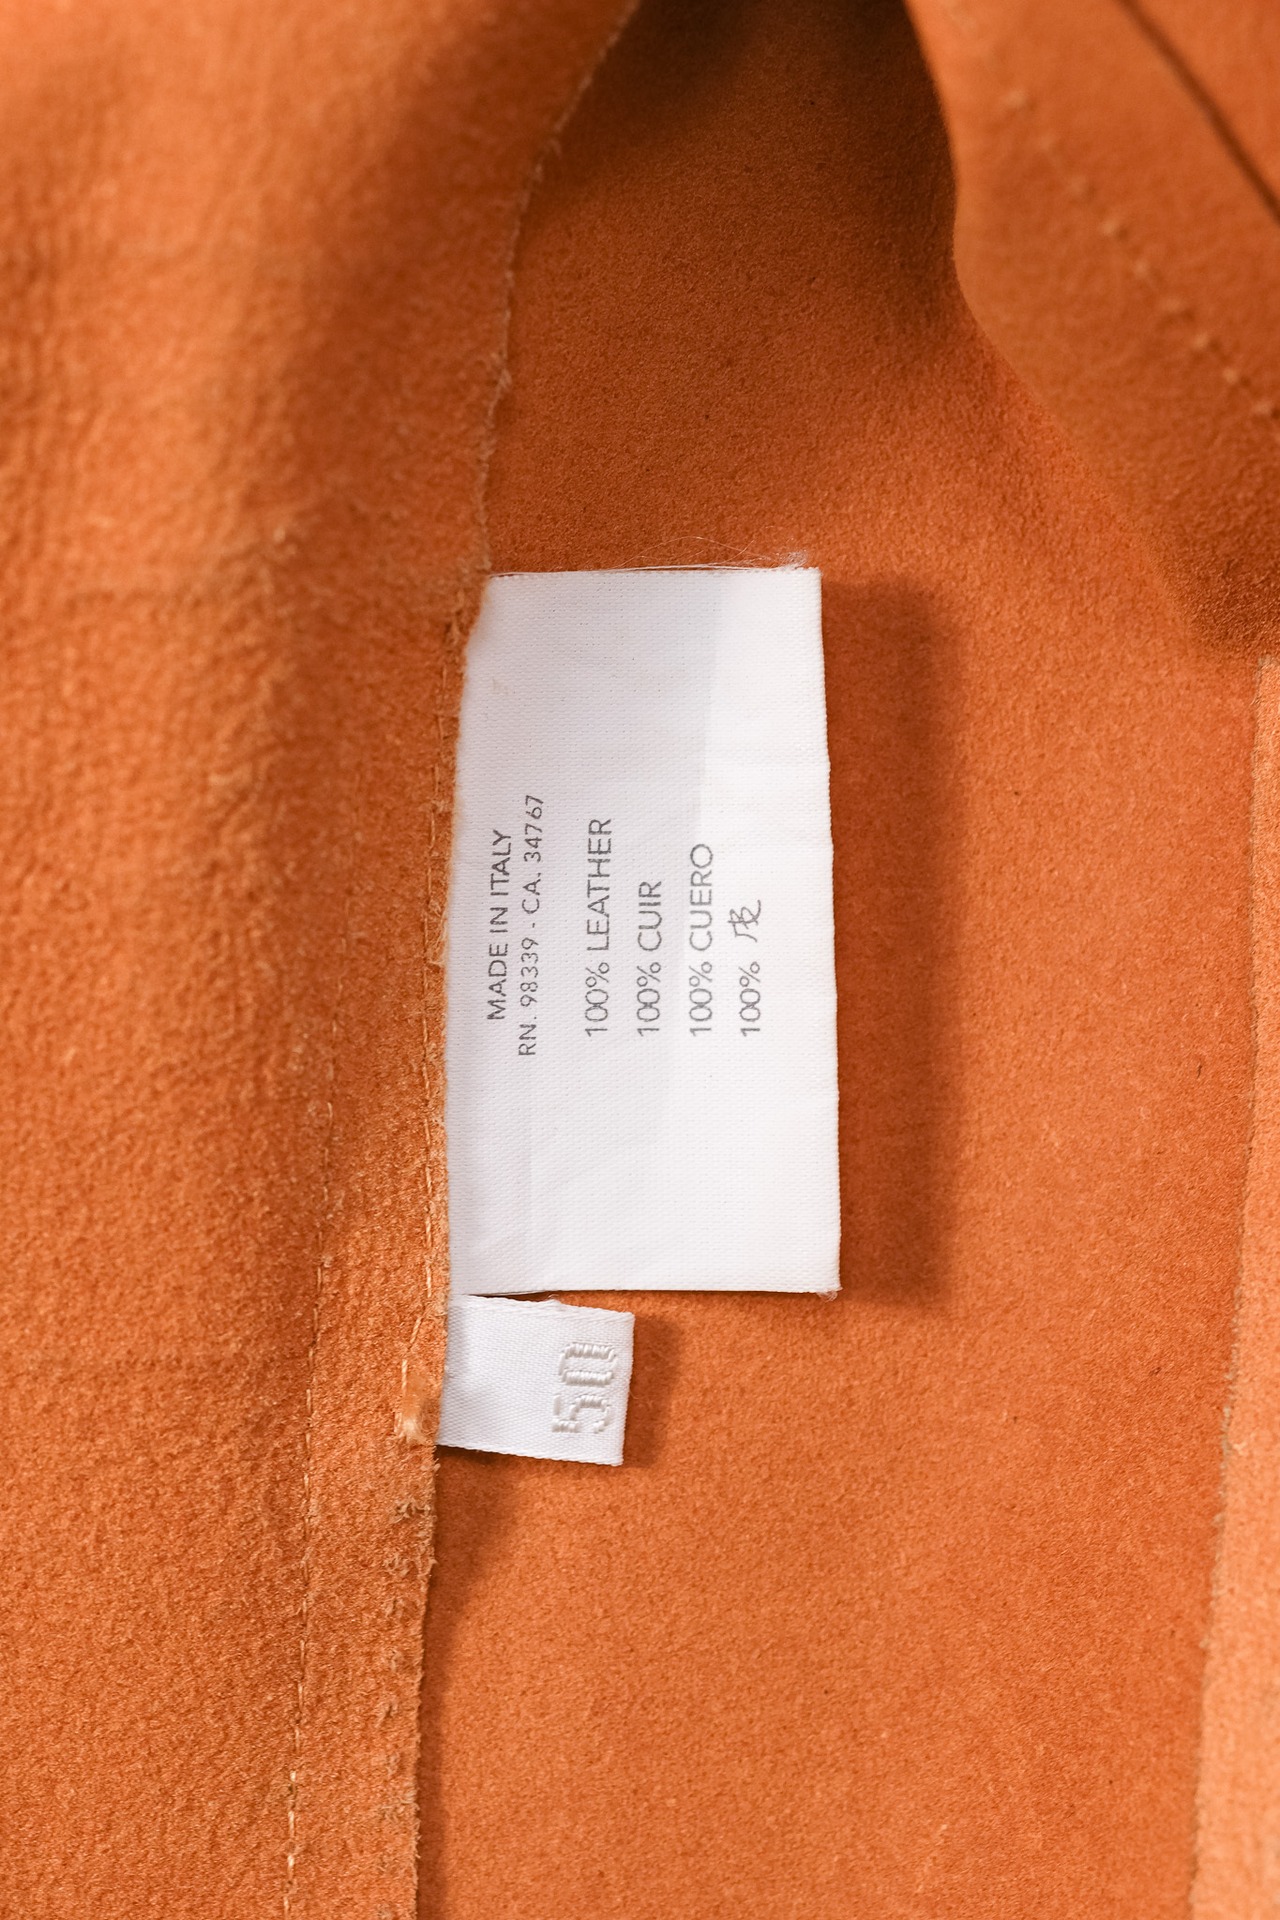 MADE IN ITALY
RN. 98339 - CA. 34767
100% LEATHER
100% CUIR
100% CUERO
100% 皮
50